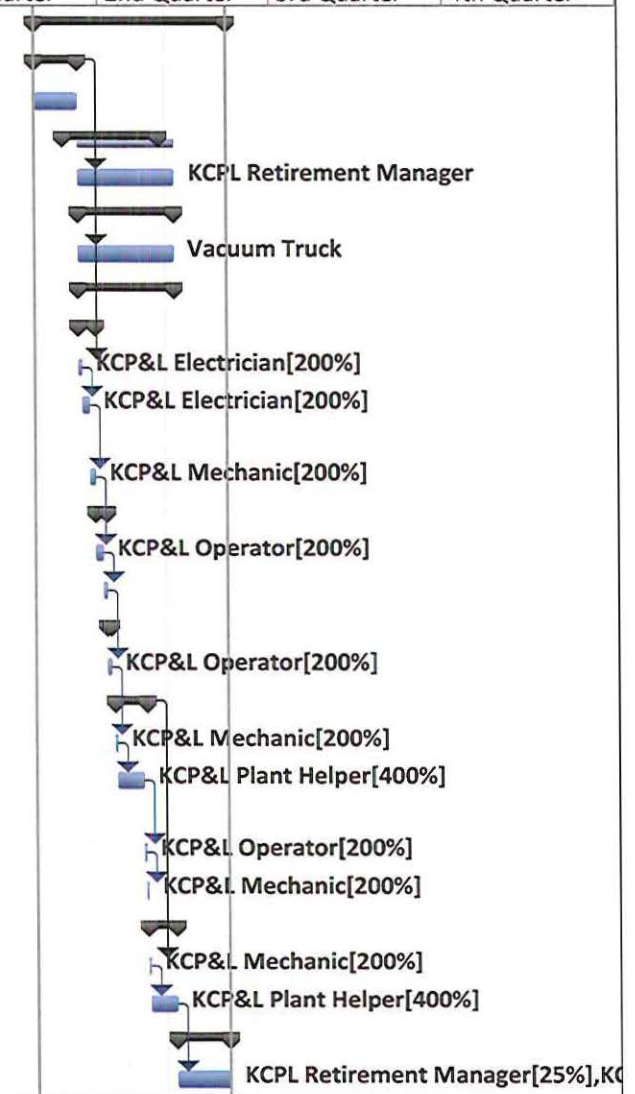 2nd Quarter
3rd Quarter
4th Quarter
KCPL Retirement Manager
Vacuum Truck
KCP&L Electrician[200%]
KCP&L Electrician[200%]
KCP&L Mechanic[200%]
KCP&L Operator[200%]
KCP&L Operator[200%]
KCP&L Mechanic[200%]
KCP&L Plant Helper[400%]
KCP&L Operator[200%]
KCP&L Mechanic[200%]
KCP&L Mechanic[200%]
KCP&L Plant Helper[400%]
KCPL Retirement Manager[25%],KC